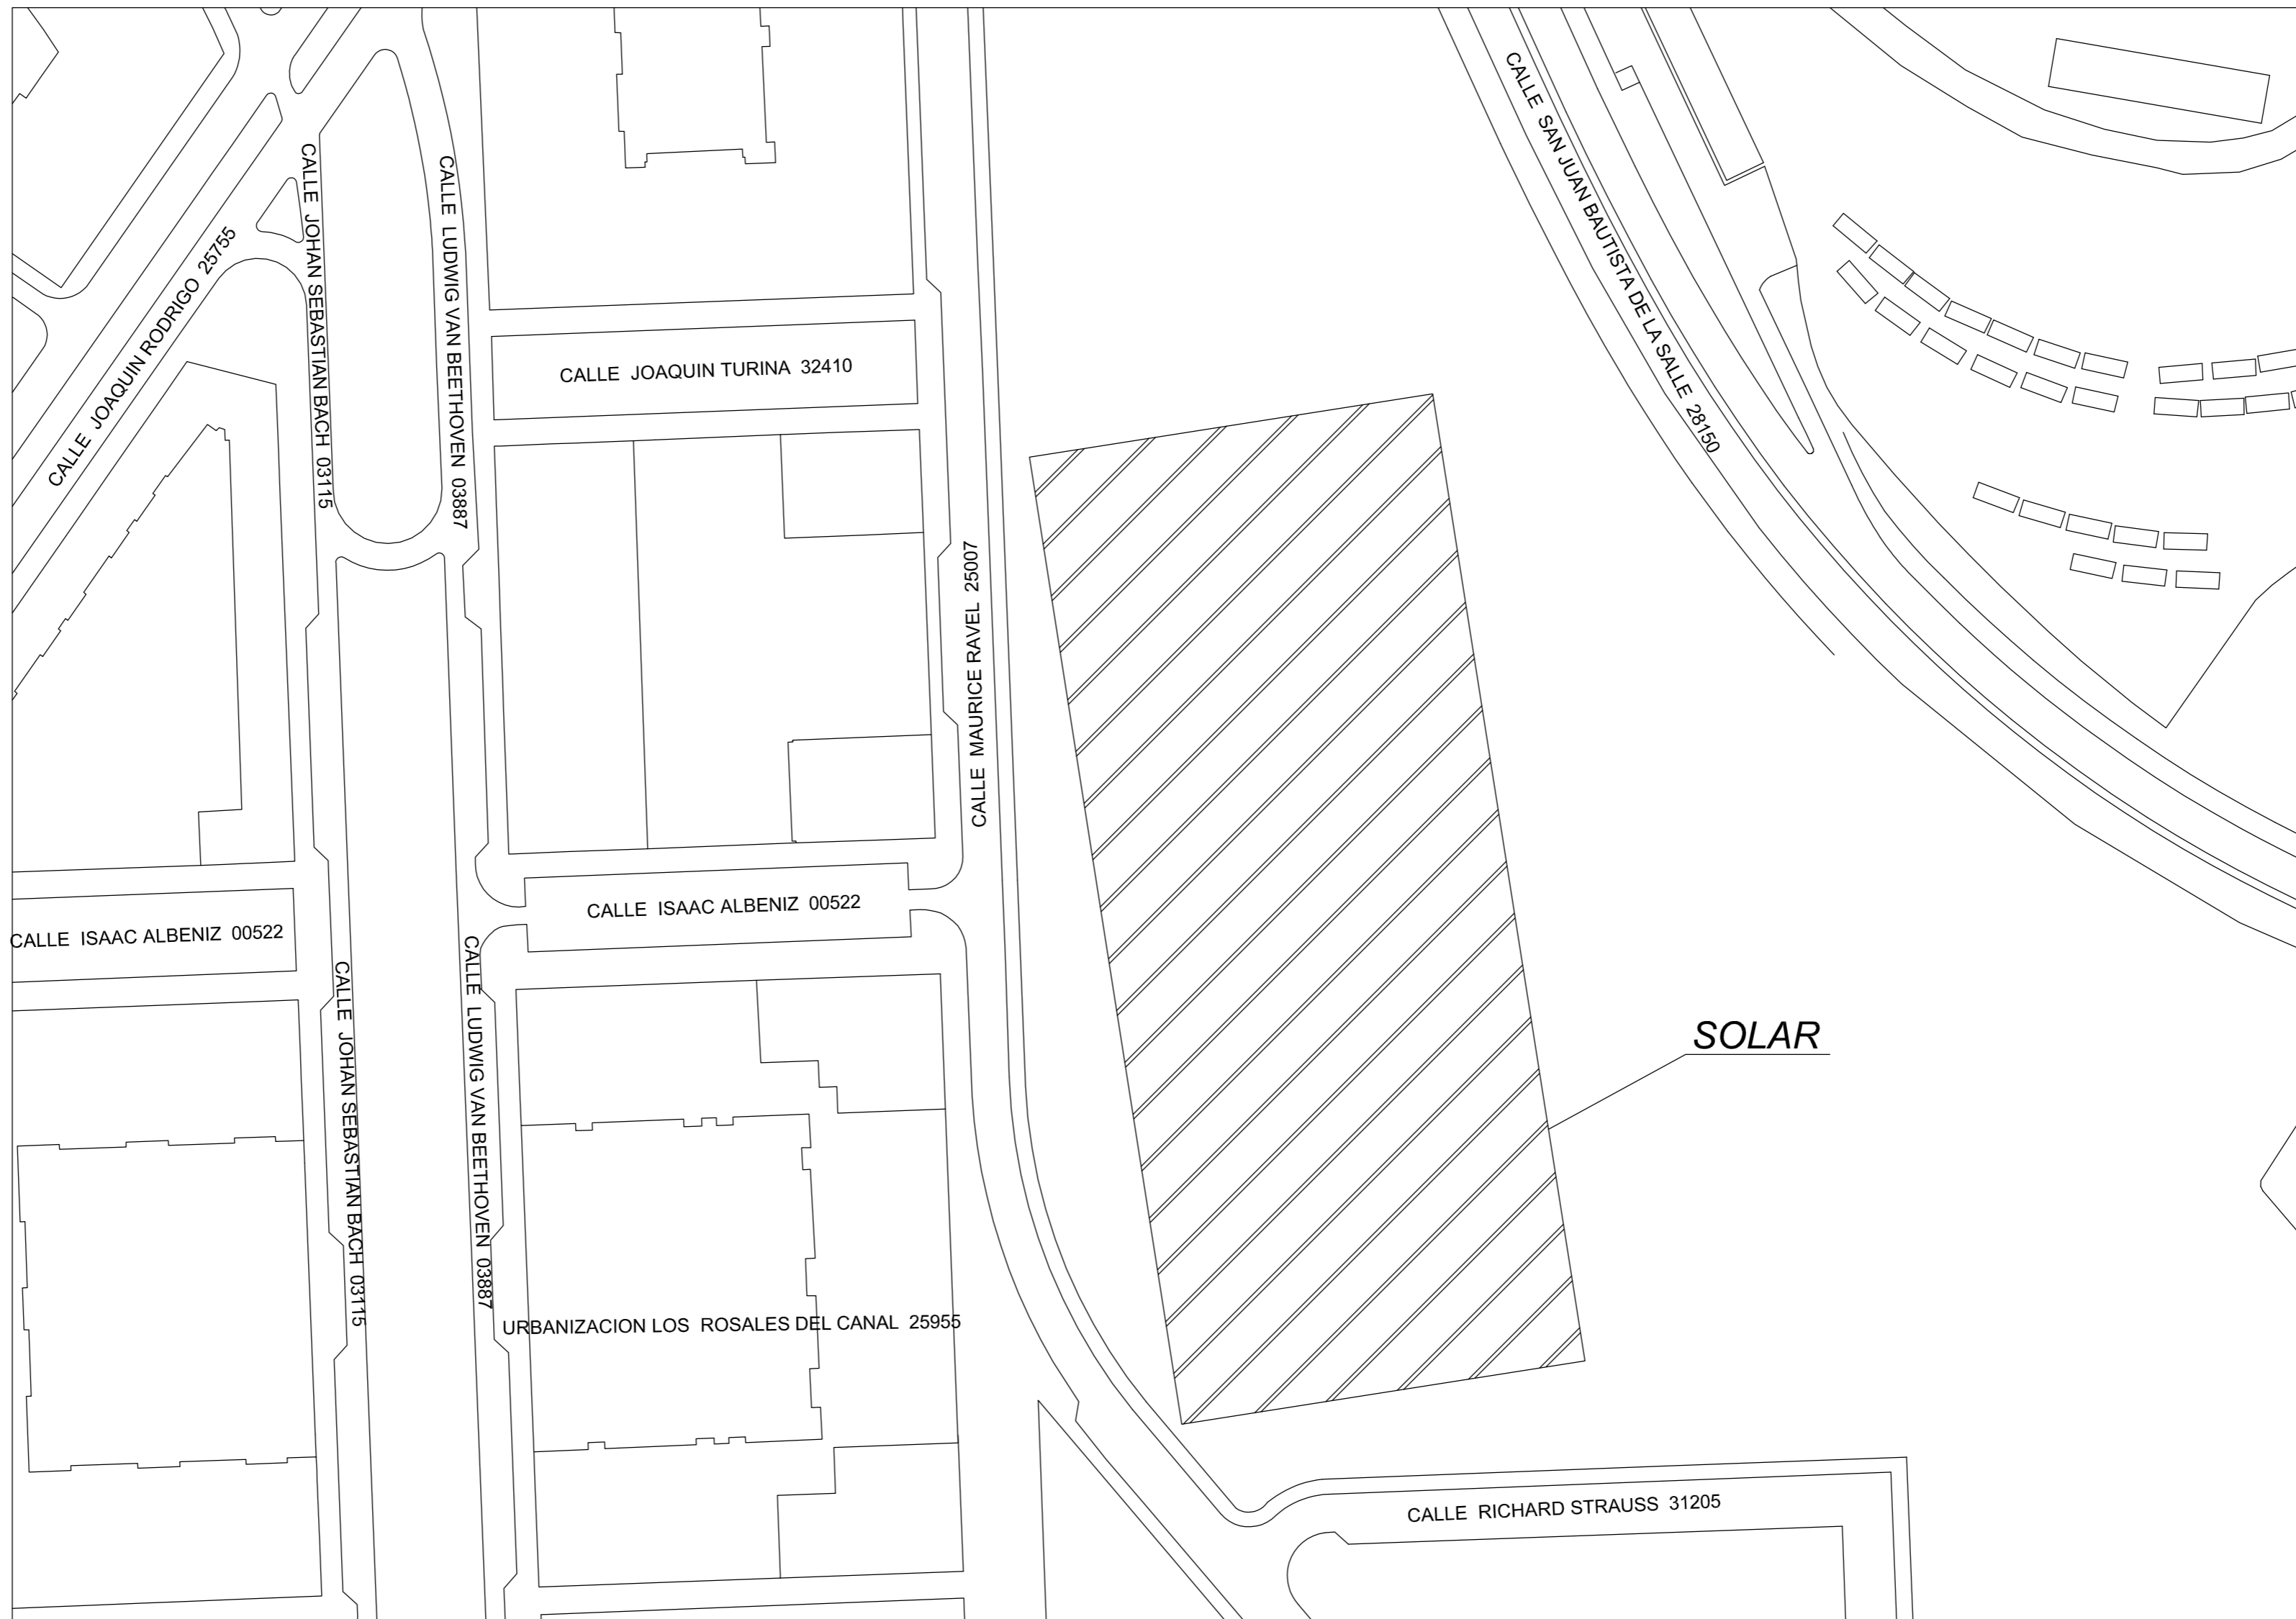 CALLE SAN JUAN BAUTISTA DE LA SALLE 28150
CALLE JOAQUIN RODRIGO 25755
CALLE JOHAN SEBASTIAN BACH 03115
CALLE LUDWIG VAN BEETHOVEN 03887
CALLE JOAQUIN TURINA 32410
CALLE MAURICE RAVEL 25007
CALLE ISAAC ALBENIZ 00522
CALLE ISAAC ALBENIZ 00522
CALLE JOHAN SEBASTIAN BACH 03115
CALLE LUDWIG VAN BEETHOVEN 03887
SOLAR
URBANIZACION LOS ROSALES DEL CANAL 25955
CALLE RICHARD STRAUSS 31205